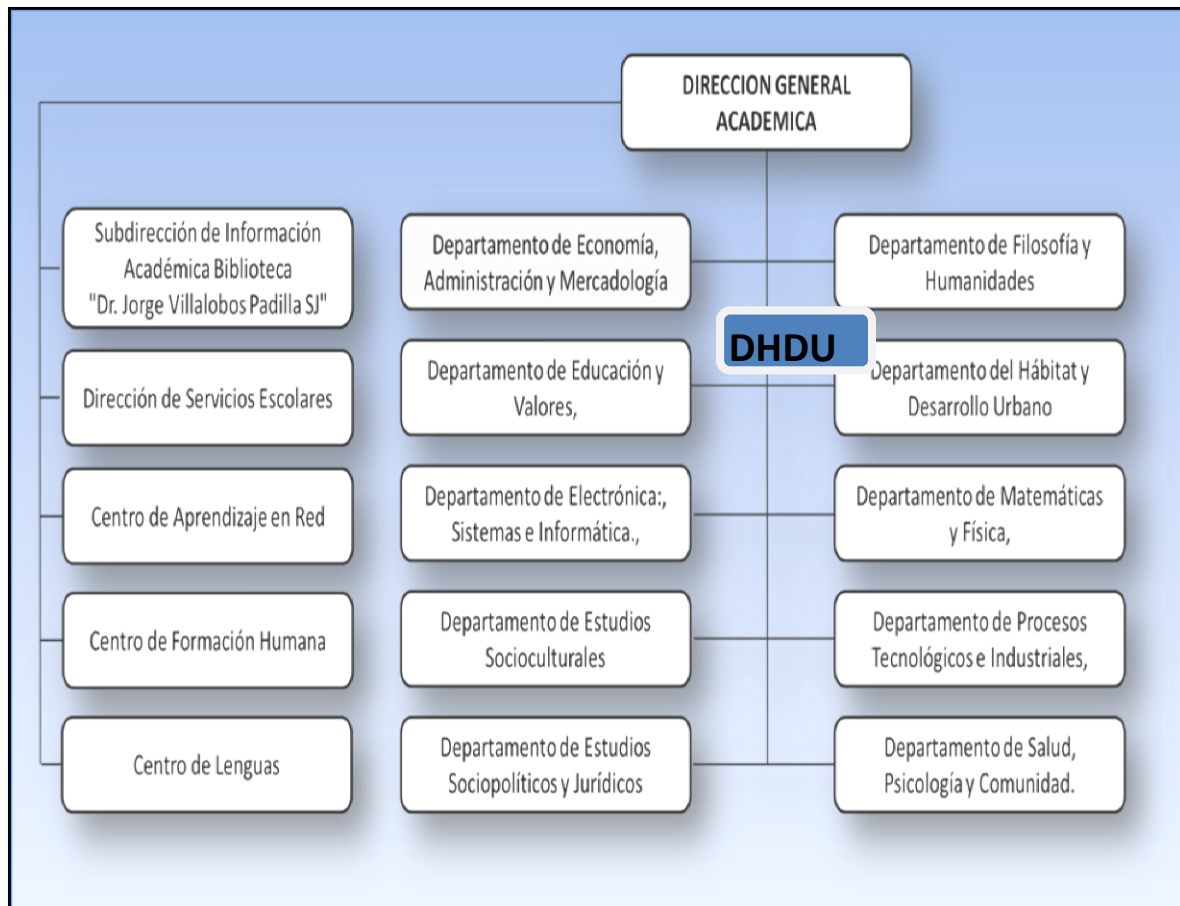 DIRECCION GENERAL
ACADEMICA
Subdirección de Información
Académica Biblioteca
"Dr. Jorge Villalobos Padilla SJ"
Dirección de Servicios Escolares
Centro de Aprendizaje en Red
Centro de Formación Humana
Centro de Lenguas
Departamento de Economía,
Administración y Mercadología
Departamento de Educación y
Valores,
Departamento de Electrónica:,
Sistemas e Informática.,
Departamento de Estudios
Socioculturales
Departamento de Estudios
Sociopolíticos y Jurídicos
DHDU
Departamento de Filosofía y
Humanidades
Departamento del Hábitat y
Desarrollo Urbano
Departamento de Matemáticas
y Física,
Departamento de Procesos
Tecnológicos e Industriales,
Departamento de Salud,
Psicología y Comunidad.